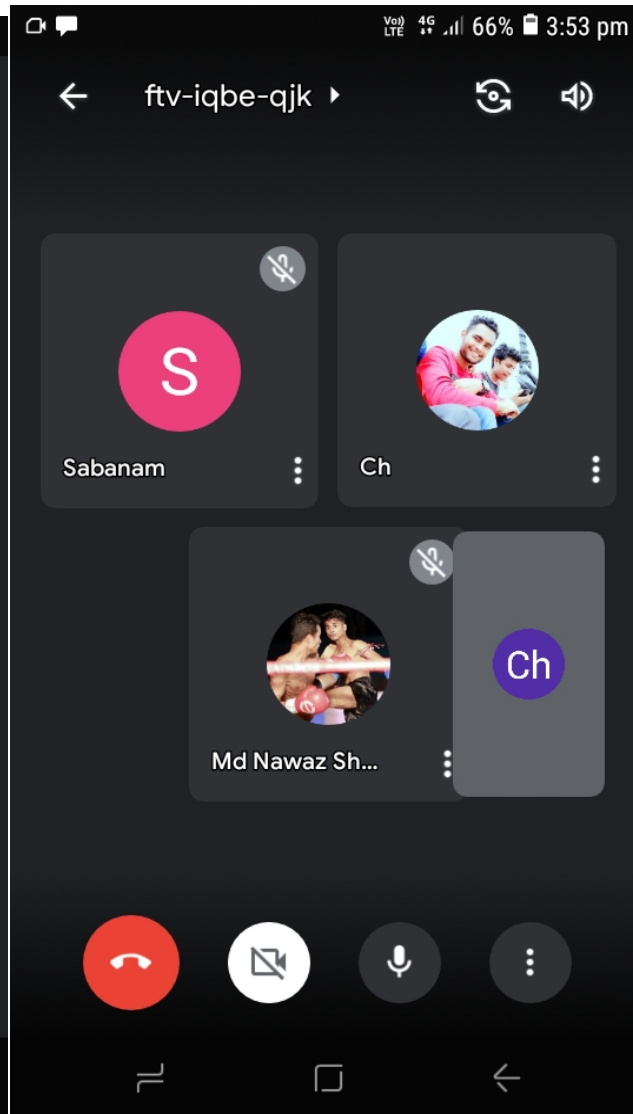 Vo)) LTE 4G 66% 3:53 pm
ftv-iqbe-qjk
S
Sabanam
Ch
Md Nawaz Sh...
Ch